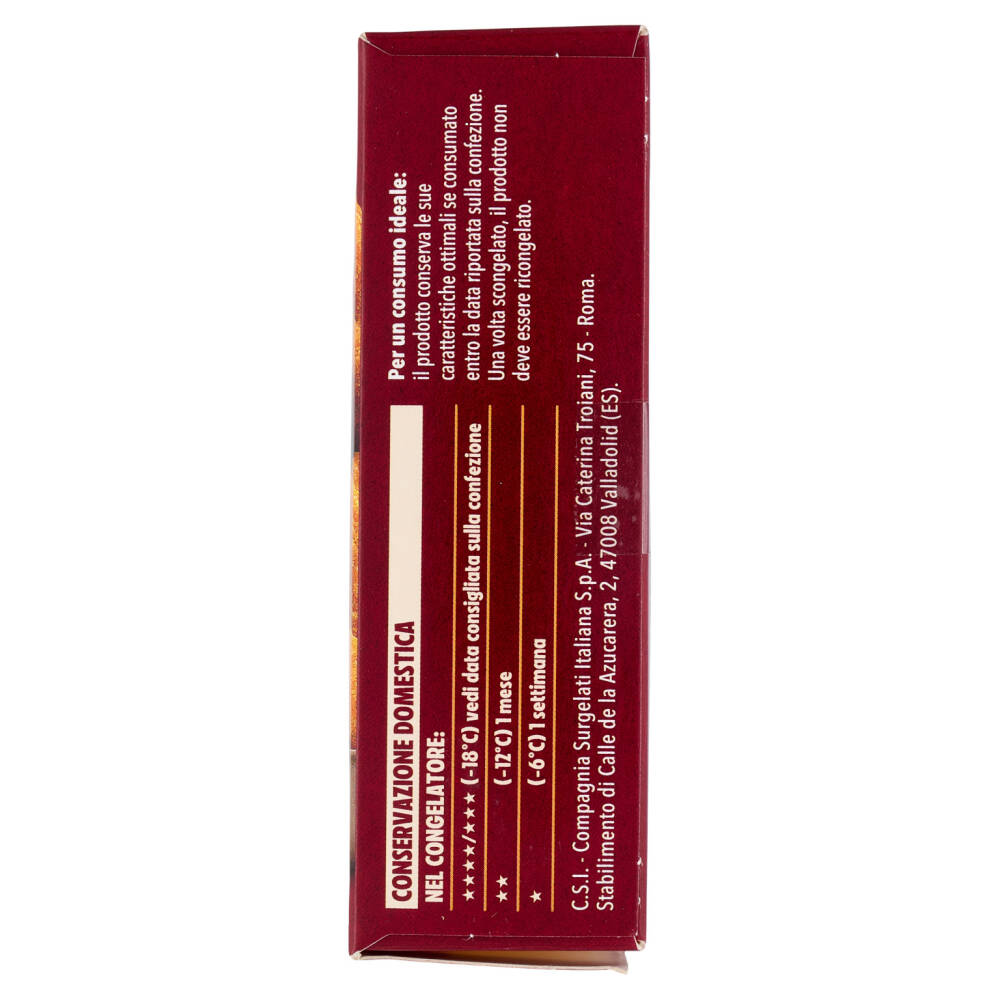 CONSERVAZIONE DOMESTICA
NEL CONGELATORE:
★★★★/★★★ (-18°C) vedi data consigliata sulla confezione
★★ (-12°C) 1 mese
★ (-6°C) 1 settimana
Per un consumo ideale:
il prodotto conserva le sue
caratteristiche ottimali se consumato
entro la data riportata sulla confezione.
Una volta scongelato, il prodotto non
deve essere ricongelato.
C.S.I. - Compagnia Surgelati Italiana S.p.A. - Via Caterina Troiani, 75 - Roma.
Stabilimento di Calle de la Azucarera, 2, 47008 Valladolid (ES).